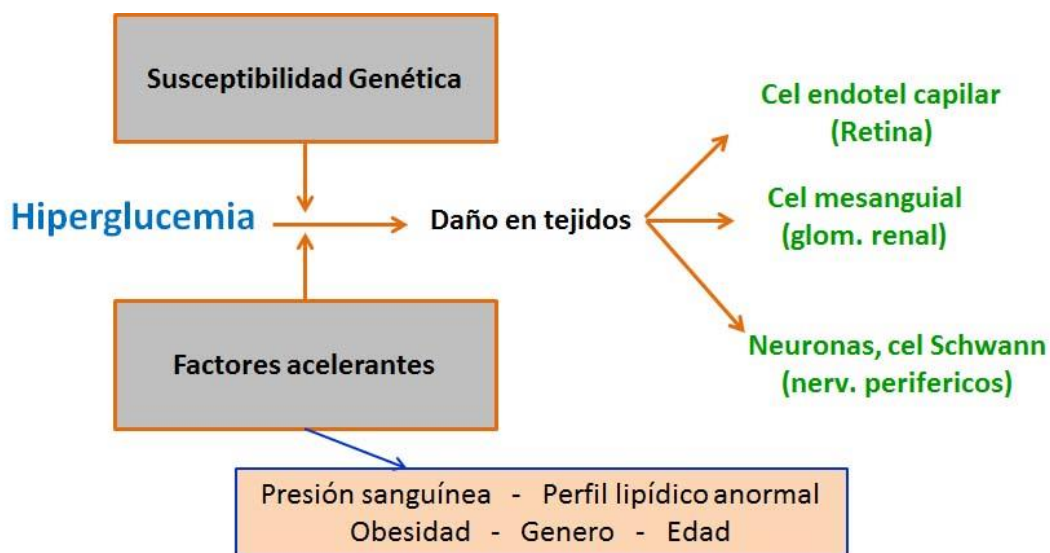 Susceptibilidad Genética
Cel endotel capilar
(Retina)
Hiperglucemia
Daño en tejidos
Cel mesanguial
(glom. renal)
Factores acelerantes
Neuronas, cel Schwann
(nerv. perifericos)
Presión sanguínea - Perfil lipídico anormal
Obesidad - Genero - Edad